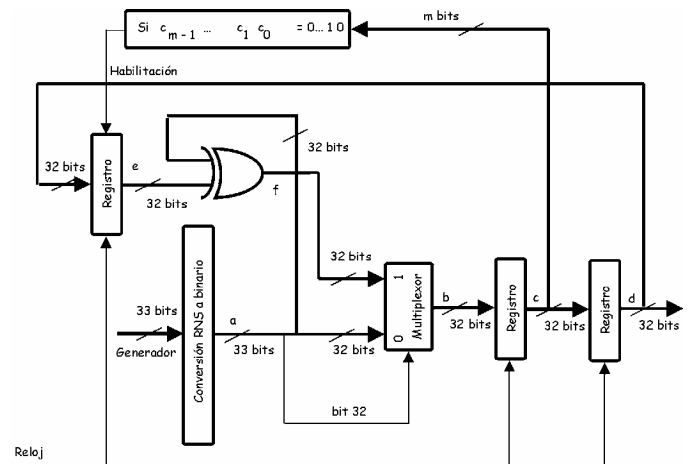 m bits
Si c m - 1 ... c 1 c 0 = 0... 1 0
Habilitación
32 bits
32 bits
Registro
e
32 bits
f
32 bits
33 bits
Generador
Conversión RNS a binario
a
33 bits
32 bits
0 1
Multiplexor
b
32 bits
Registro
c
32 bits
Registro
d
32 bits
bit 32
Reloj